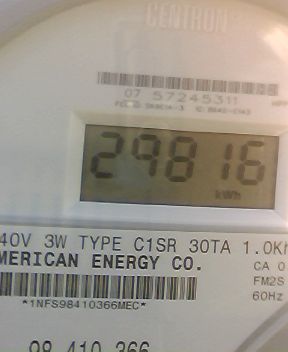 CENTRON
07 57245311
29816
kWh
40V 3W TYPE C1SR 30TA 1.0K
MERICAN ENERGY CO.
CA 0
FM2S
60Hz
*1NFS98410366MEC*
98 410 366